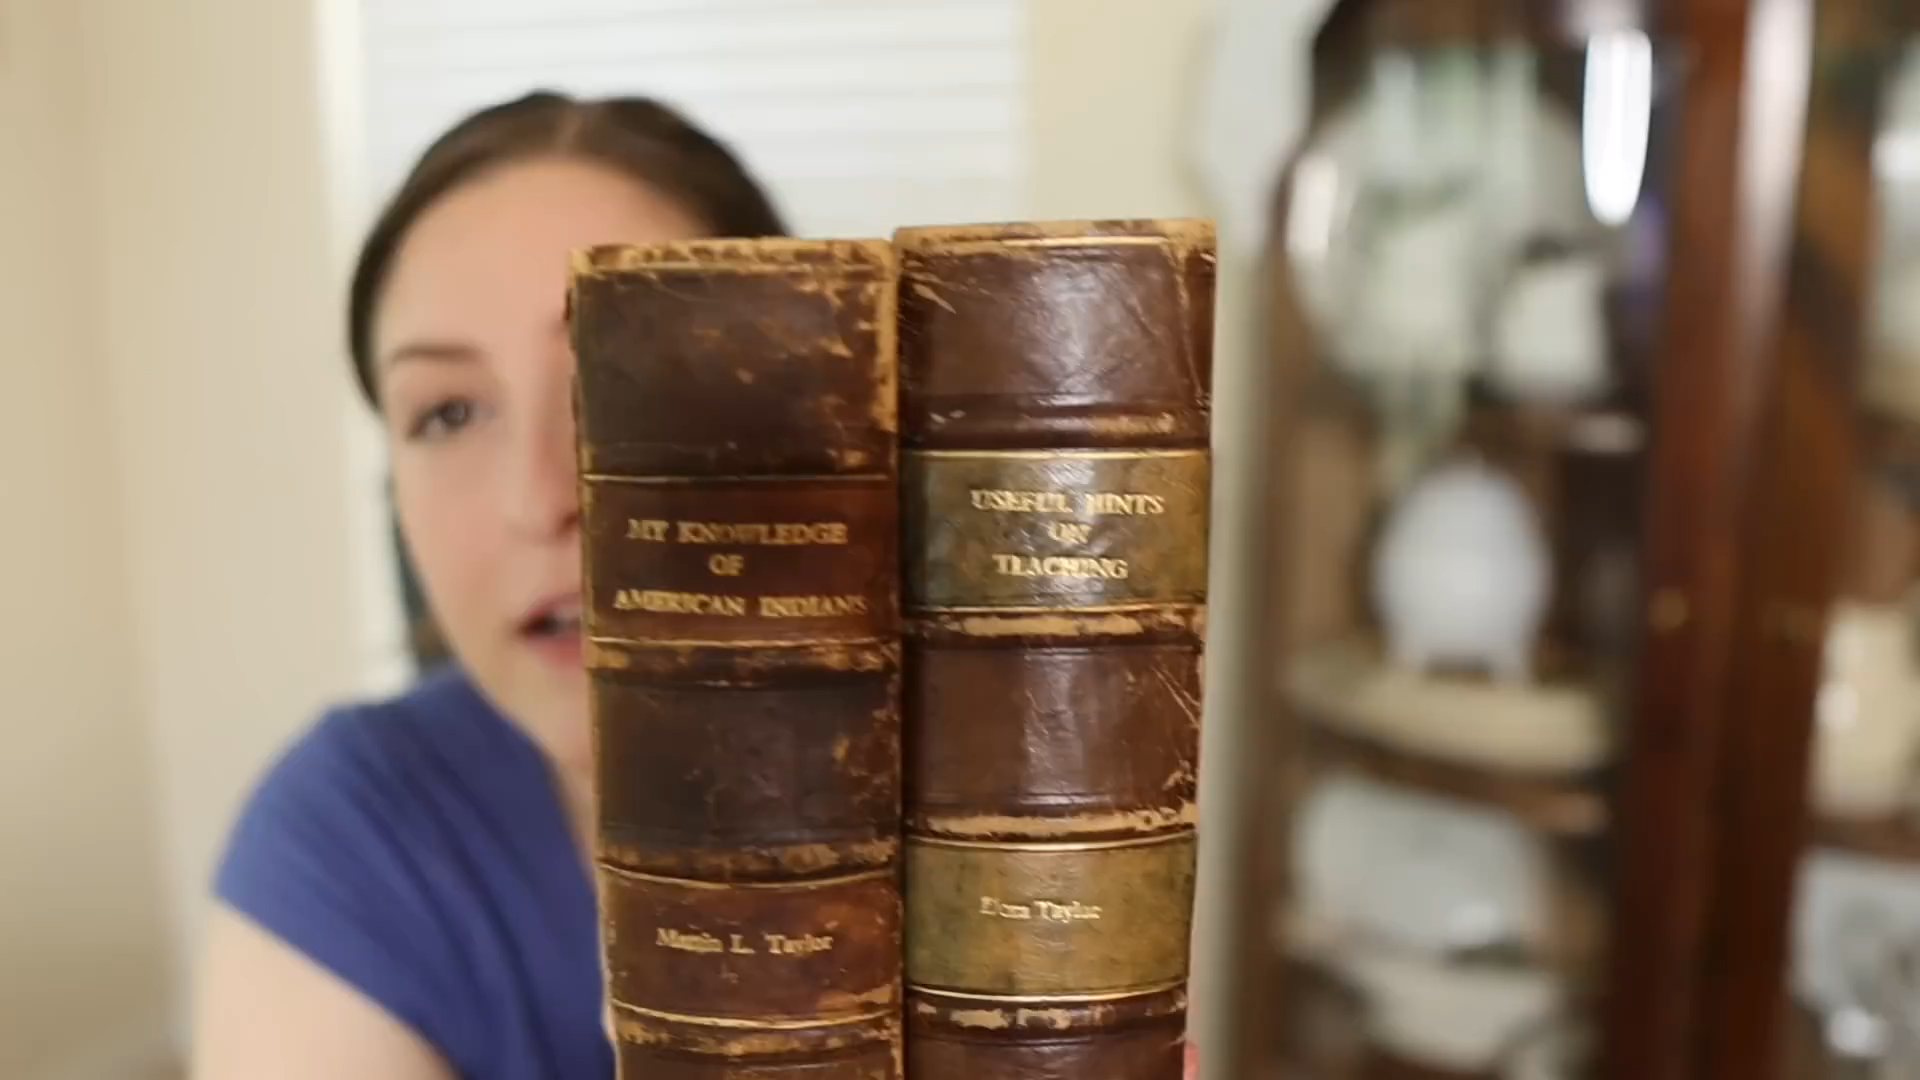 MY KNOWLEDGE
OF
AMERICAN INDIANS
Martin L. Taylor
USEFUL HINTS
ON
TEACHING
Taylor